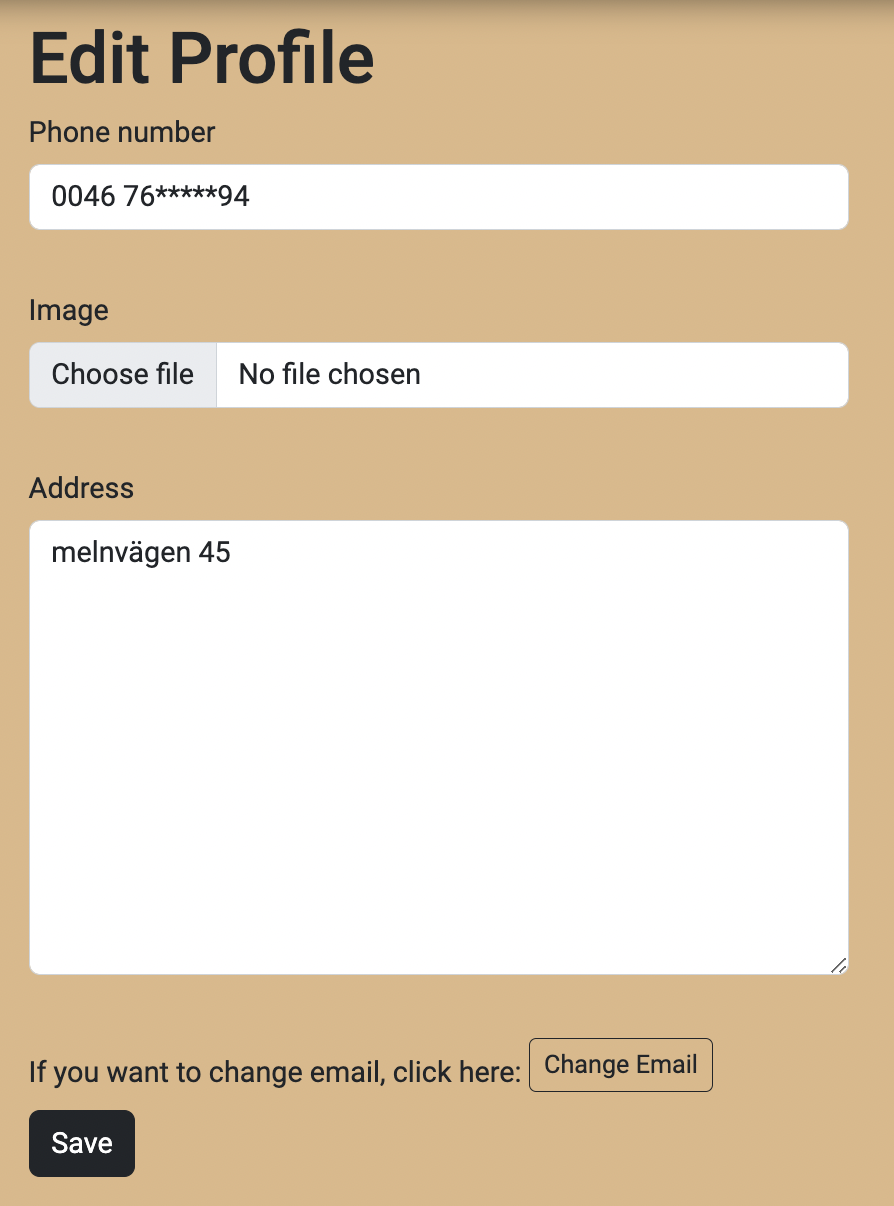 Edit Profile
Phone number
0046 76*****94
Image
Choose file No file chosen
Address
melnvägen 45
If you want to change email, click here: Change Email
Save